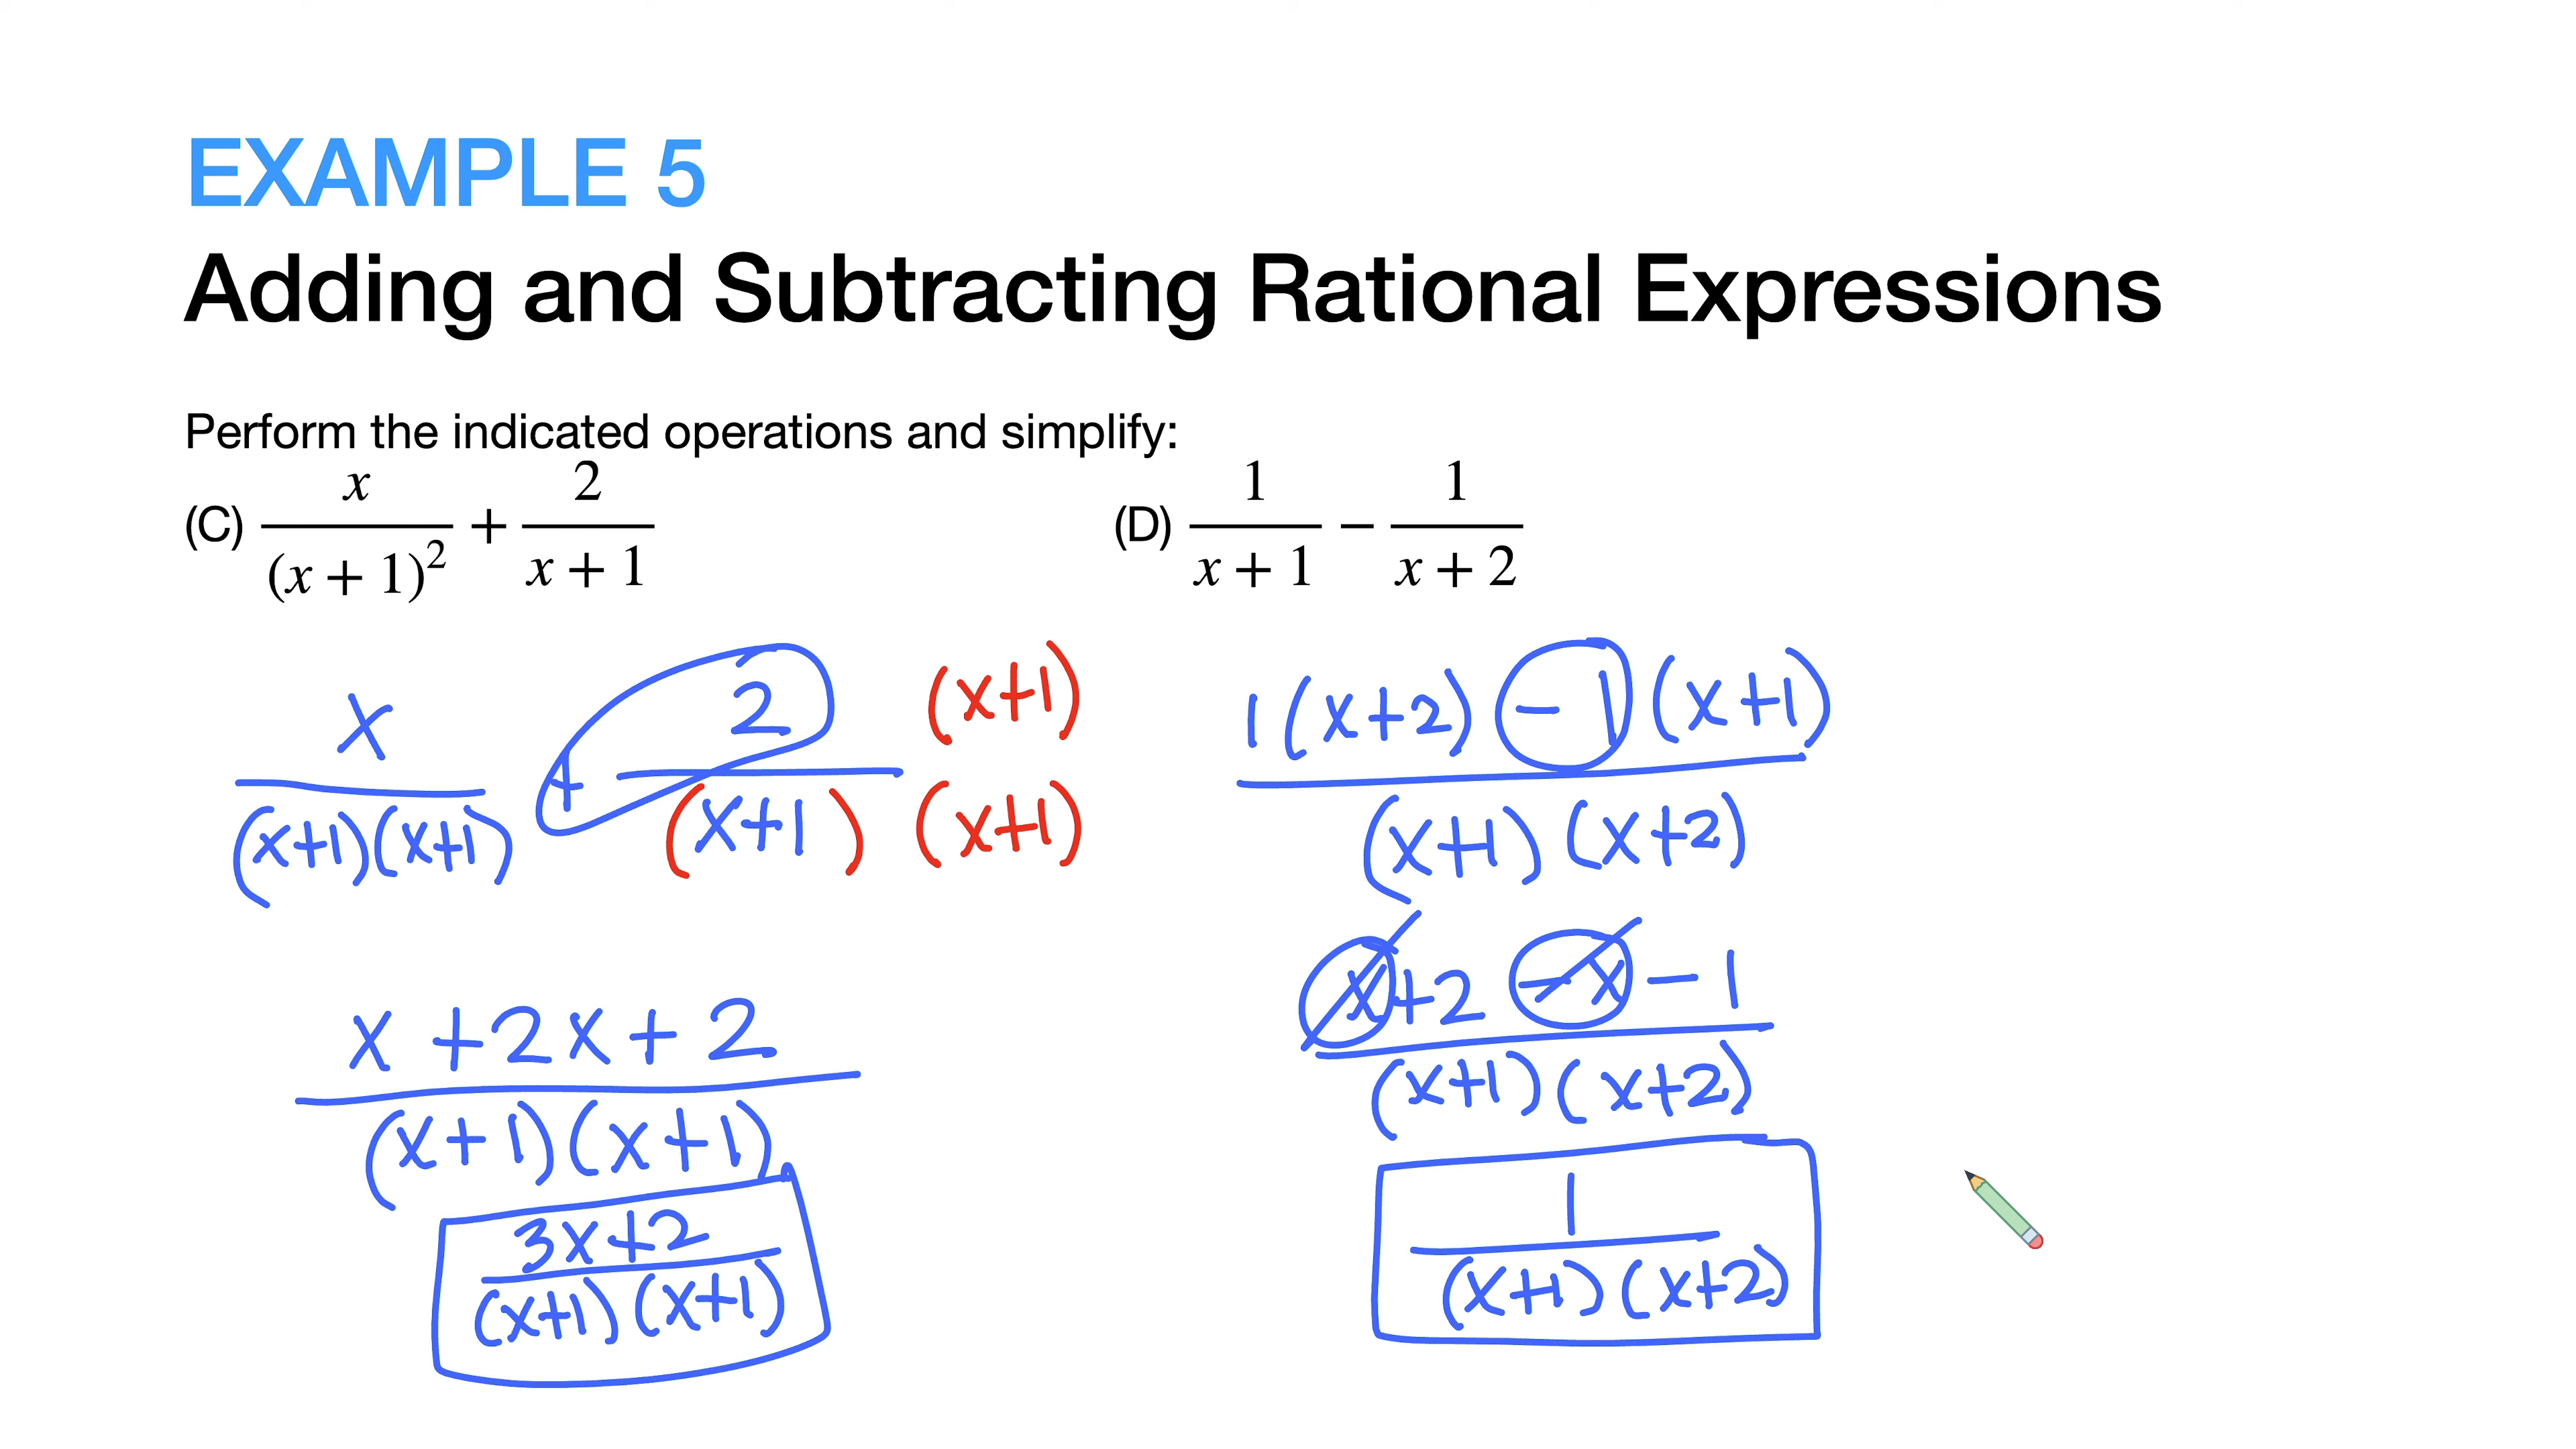 EXAMPLE 5
Adding and Subtracting Rational Expressions
Perform the indicated operations and simplify:
(C) x/(x + 1)² + 2/(x + 1)
(D) 1/(x + 1) − 1/(x + 2)
x/((x+1)(x+1)) + 2(x+1)/((x+1)(x+1))
(x+2x+2)/((x+1)(x+1))
(3x+2)/((x+1)(x+1))
(1(x+2) −1(x+1))/((x+1)(x+2))
(x+2−x−1)/((x+1)(x+2))
1/((x+1)(x+2))